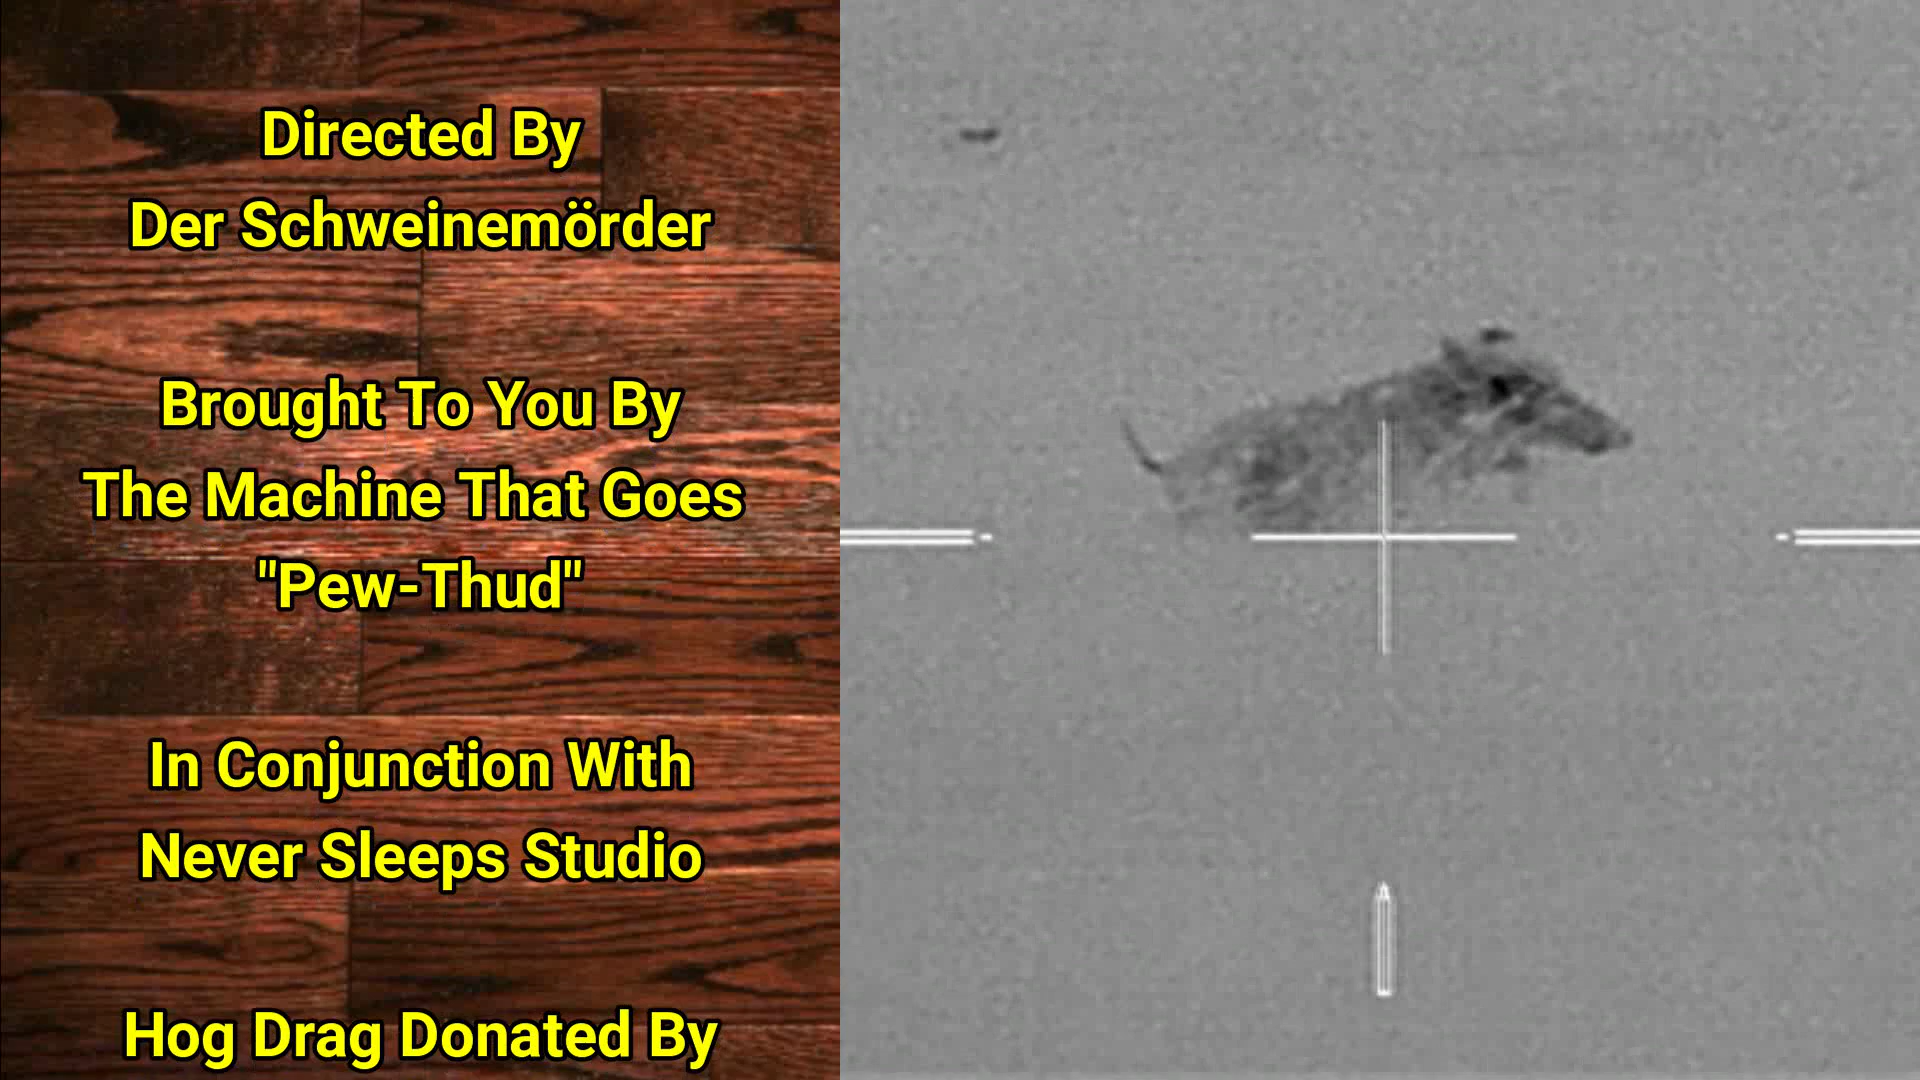 Directed By
Der Schweinemörder
Brought To You By
The Machine That Goes
"Pew-Thud"
In Conjunction With
Never Sleeps Studio
Hog Drag Donated By